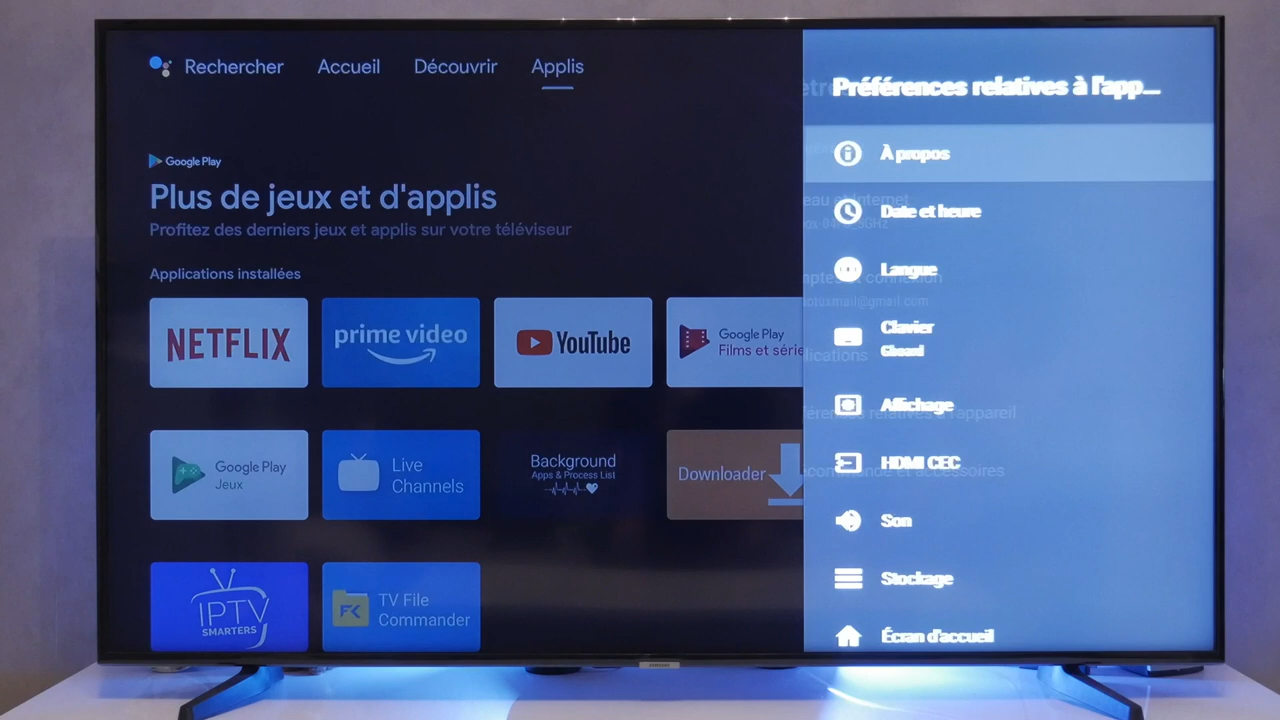 Rechercher
Accueil
Découvrir
Applis
Google Play
Plus de jeux et d'applis
Profitez des derniers jeux et applis sur votre téléviseur
Applications installées
NETFLIX
prime video
YouTube
Google Play
Films et série
Google Play
Jeux
Live
Channels
Background
Apps & Process List
Downloader
IPTV
SMARTERS
TV File
Commander
Préférences relatives à l'app...
À propos
Date et heure
Langue
Clavier
Gboard
Affichage
HDMI CEC
Son
Stockage
Écran d'accueil